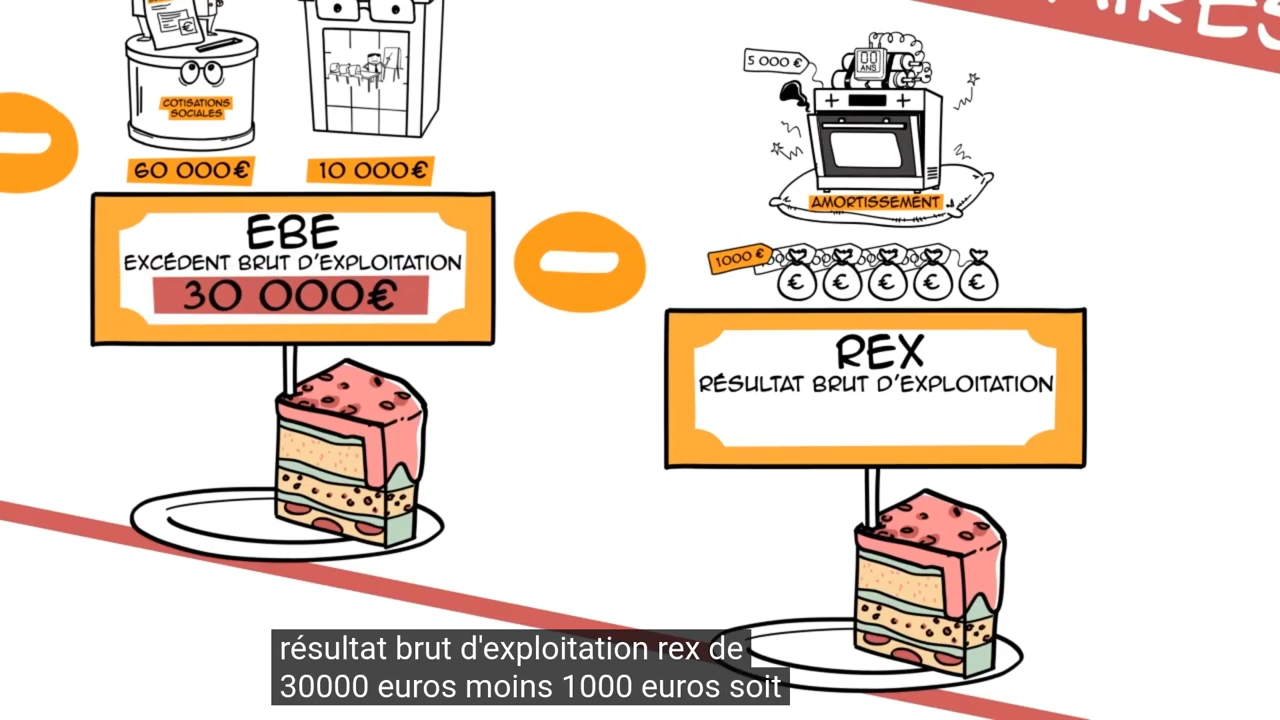 COTISATIONS
SOCIALES
60 000€
10 000€
EBE
EXCÉDENT BRUT D'EXPLOITATION
30 000€
5 000 €
ANS
AMORTISSEMENT
1000 €
€ € € € €
REX
RÉSULTAT BRUT D'EXPLOITATION
résultat brut d'exploitation rex de
30000 euros moins 1000 euros soit